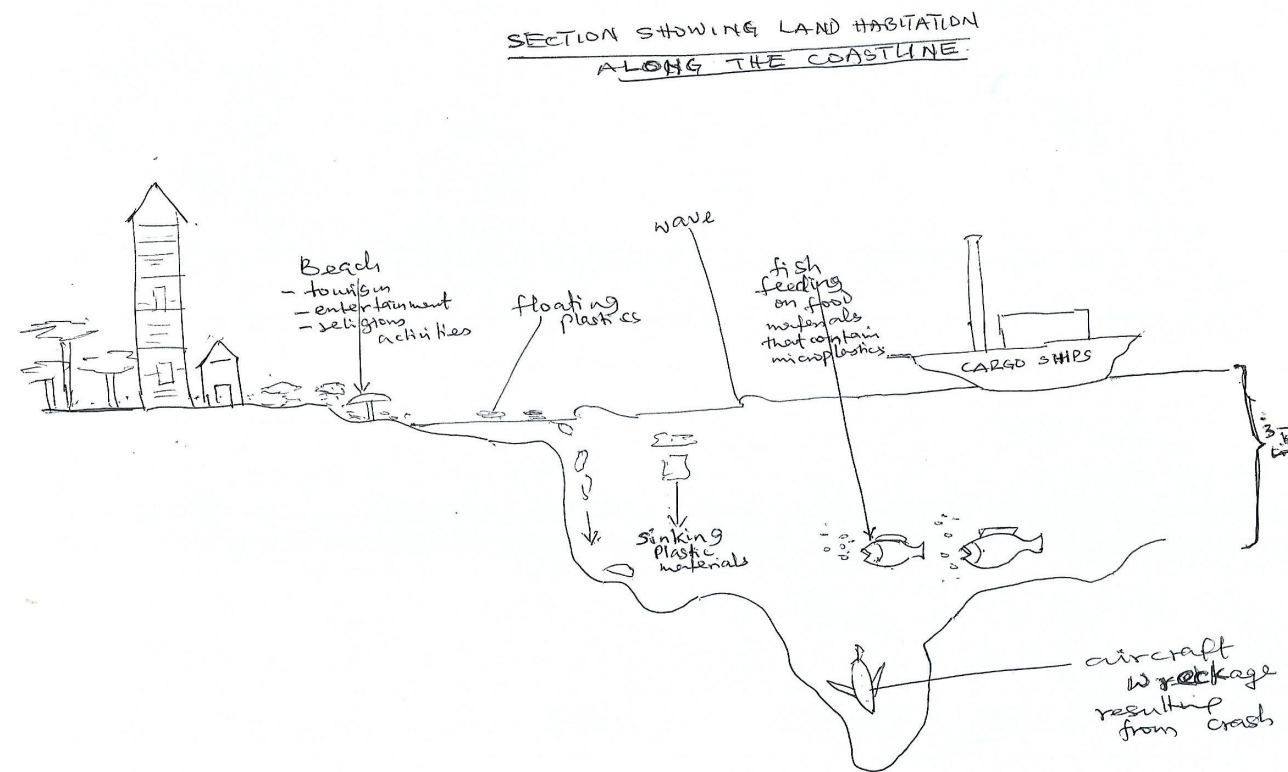 SECTION SHOWING LAND HABITATION
ALONG THE COASTLINE
Beach
- tourism
- entertainment
- religious
activities
floating
plastics
wave
fish
feeding
on food
materials
that contain
microplastics
CARGO SHIPS
sinking
plastic
materials
aircraft
wreckage
resulting
from crash